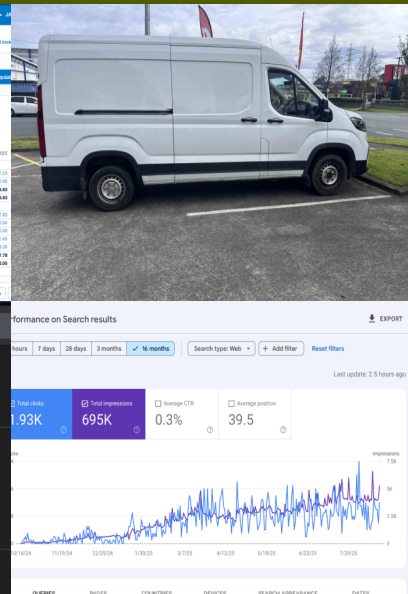 formance on Search results
EXPORT
hours 7 days 28 days 3 months 16 months Search type: Web + Add filter Reset filters
Last update: 2.5 hours ago
Total clicks Total impressions Average CTR Average position
.93K 695K 0.3% 39.5
Impressions
7.5K
5K
2.5K
0
10/14/24 11/19/24 12/25/24 1/30/25 3/7/25 4/12/25 5/18/25 6/23/25 7/29/25
QUERIES PAGES COUNTRIES DEVICES SEARCH APPEARANCE DATES